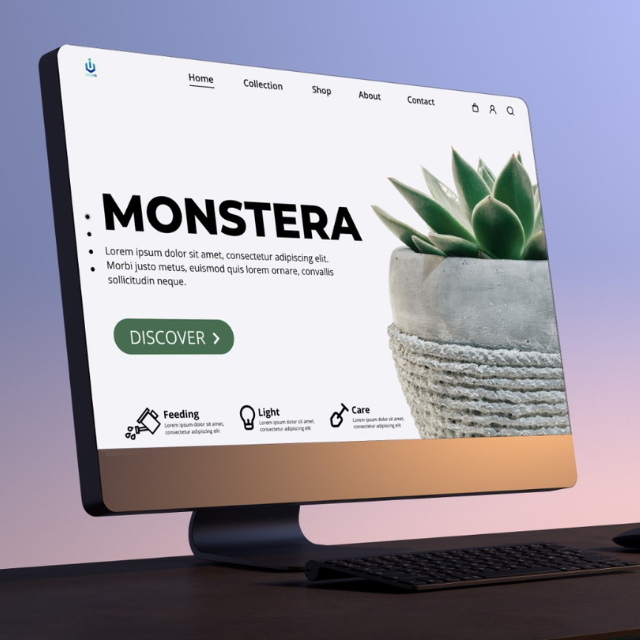 Home
Collection
Shop
About
Contact
MONSTERA
Lorem ipsum dolor sit amet, consectetur adipiscing elit.
Morbi justo metus, euismod quis lorem ornare, convallis
sollicitudin neque.
DISCOVER
Feeding
Lorem ipsum dolor sit amet,
consectetur adipiscing elit
Light
Lorem ipsum dolor sit amet,
consectetur adipiscing elit
Care
Lorem ipsum dolor sit amet,
consectetur adipiscing elit.